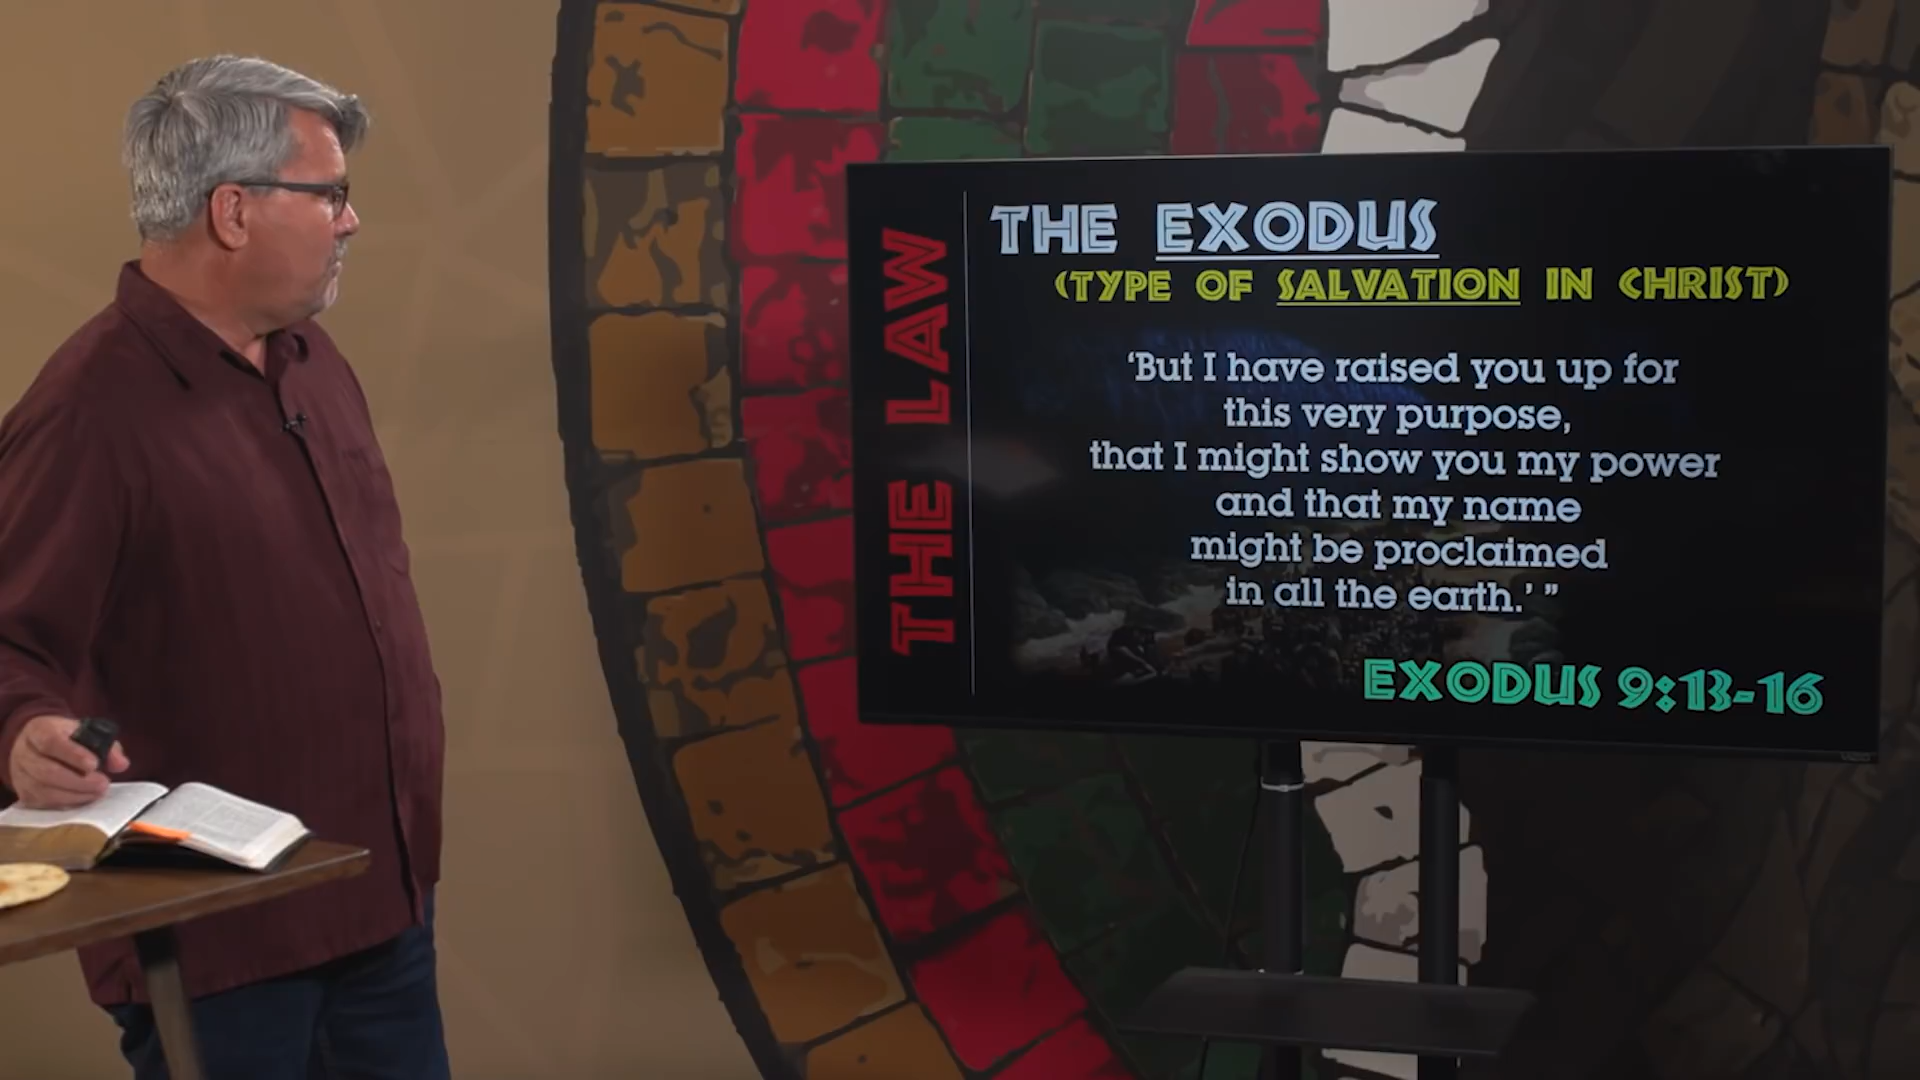 THE LAW
THE EXODUS
(TYPE OF SALVATION IN CHRIST)
‘But I have raised you up for
this very purpose,
that I might show you my power
and that my name
might be proclaimed
in all the earth.’ ”
EXODUS 9:13-16